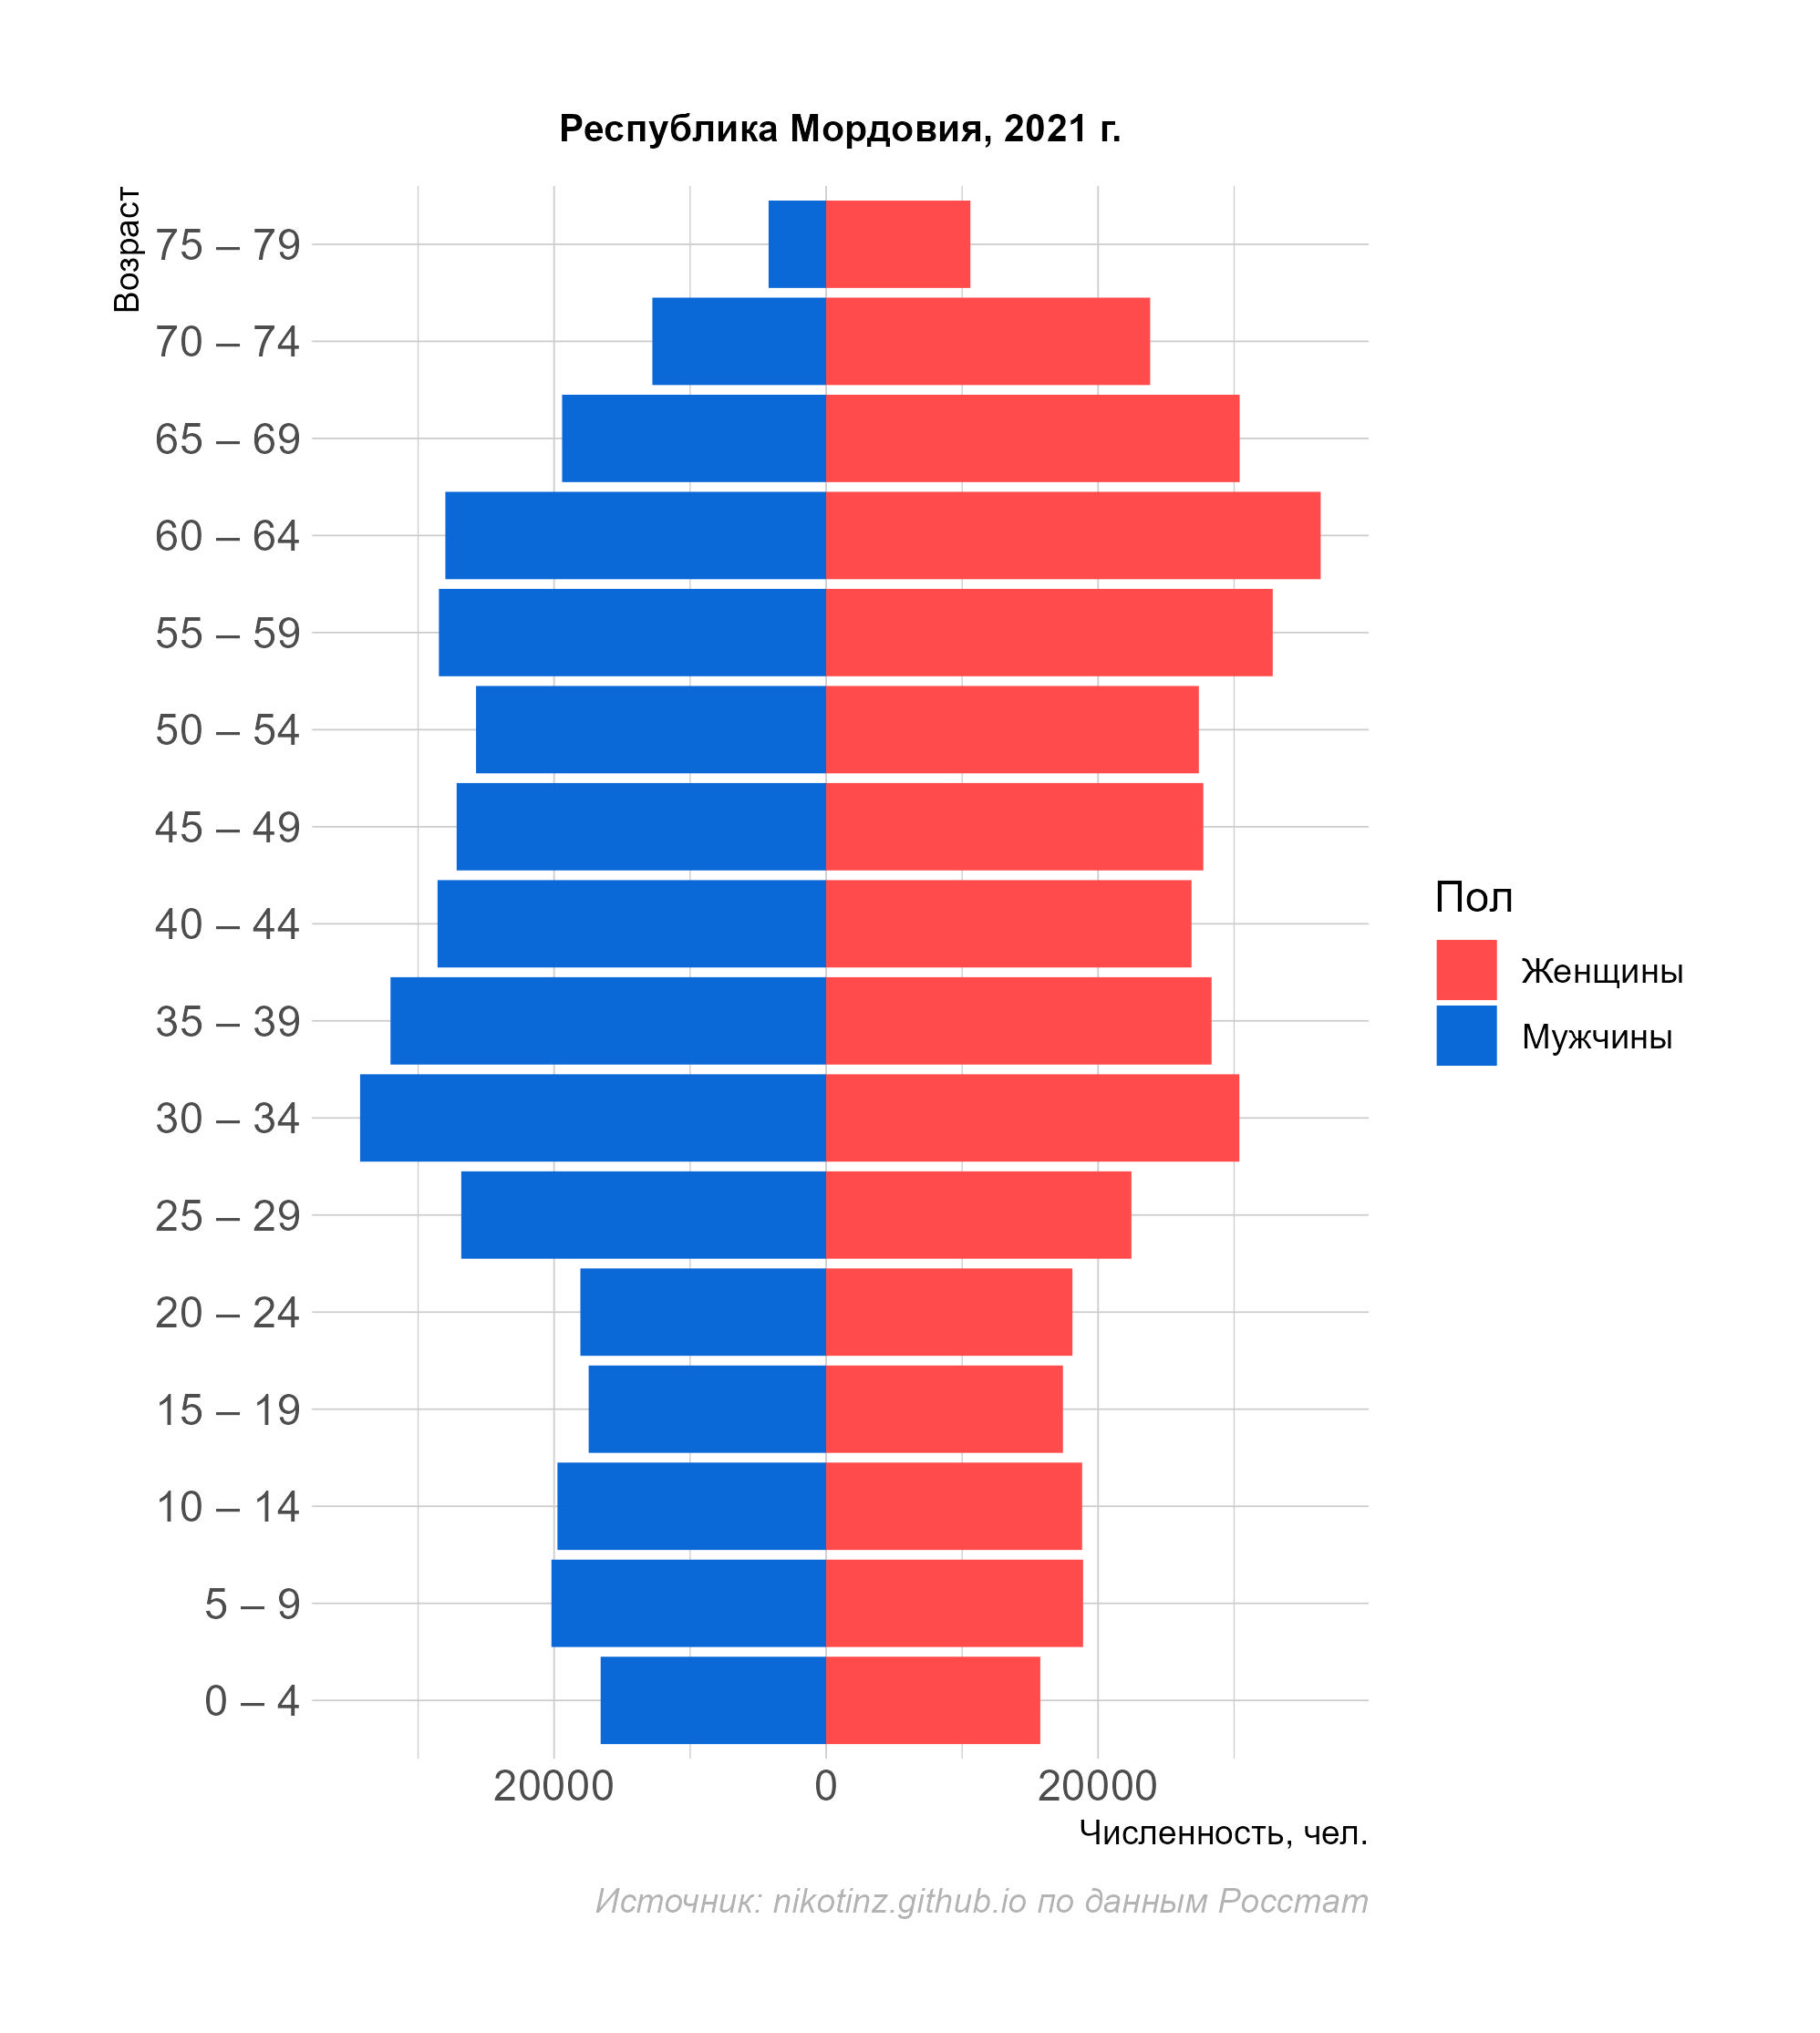 Республика Мордовия, 2021 г.
Возраст
75 – 79
70 – 74
65 – 69
60 – 64
55 – 59
50 – 54
45 – 49
40 – 44
35 – 39
30 – 34
25 – 29
20 – 24
15 – 19
10 – 14
5 – 9
0 – 4
20000 0 20000
Численность, чел.
Пол
Женщины
Мужчины
Источник: nikotinz.github.io по данным Росстат